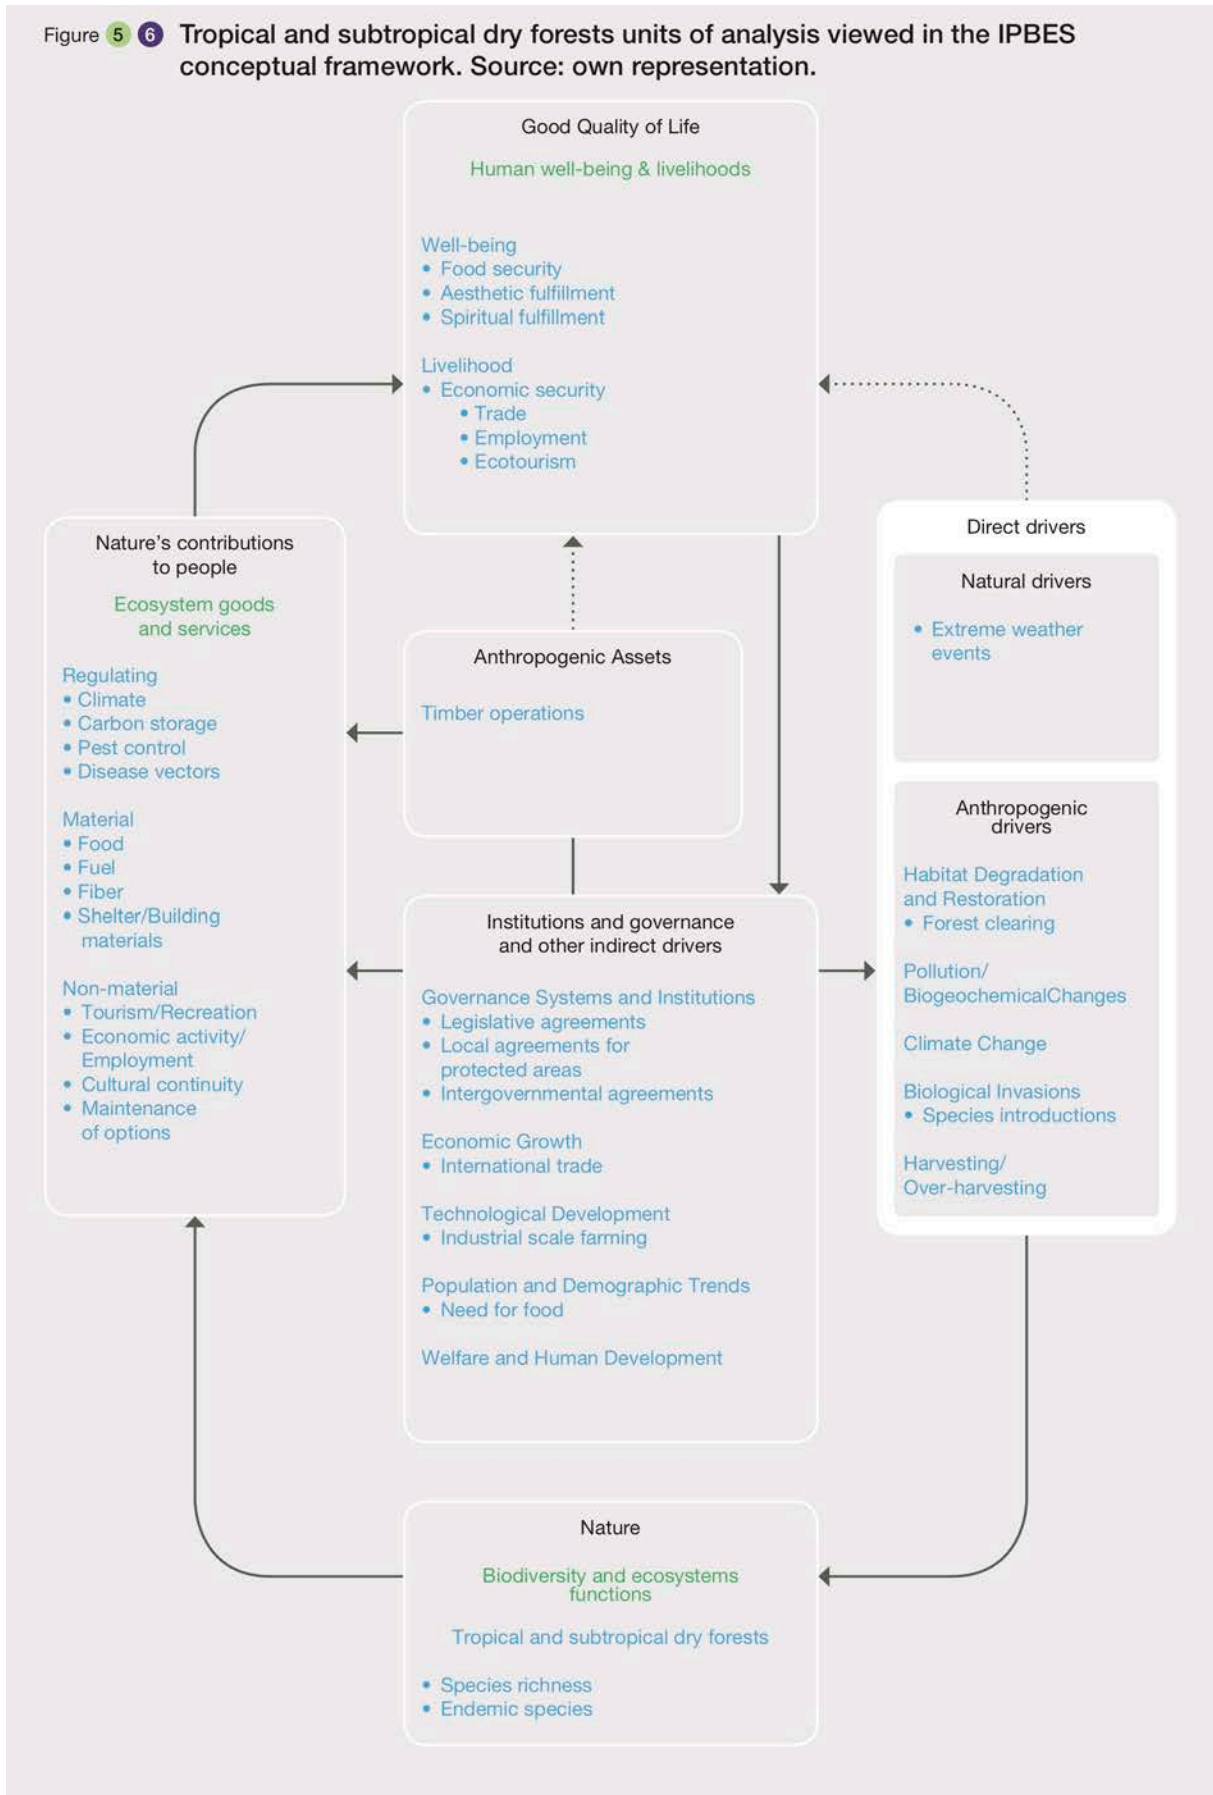 Figure 5 6 Tropical and subtropical dry forests units of analysis viewed in the IPBES
conceptual framework. Source: own representation.
Good Quality of Life
Human well-being & livelihoods
Well-being
• Food security
• Aesthetic fulfillment
• Spiritual fulfillment
Livelihood
• Economic security
• Trade
• Employment
• Ecotourism
Nature's contributions
to people
Ecosystem goods
and services
Regulating
• Climate
• Carbon storage
• Pest control
• Disease vectors
Material
• Food
• Fuel
• Fiber
• Shelter/Building
materials
Non-material
• Tourism/Recreation
• Economic activity/
Employment
• Cultural continuity
• Maintenance
of options
Anthropogenic Assets
Timber operations
Institutions and governance
and other indirect drivers
Governance Systems and Institutions
• Legislative agreements
• Local agreements for
protected areas
• Intergovernmental agreements
Economic Growth
• International trade
Technological Development
• Industrial scale farming
Population and Demographic Trends
• Need for food
Welfare and Human Development
Direct drivers
Natural drivers
• Extreme weather
events
Anthropogenic
drivers
Habitat Degradation
and Restoration
• Forest clearing
Pollution/
BiogeochemicalChanges
Climate Change
Biological Invasions
• Species introductions
Harvesting/
Over-harvesting
Nature
Biodiversity and ecosystems
functions
Tropical and subtropical dry forests
• Species richness
• Endemic species